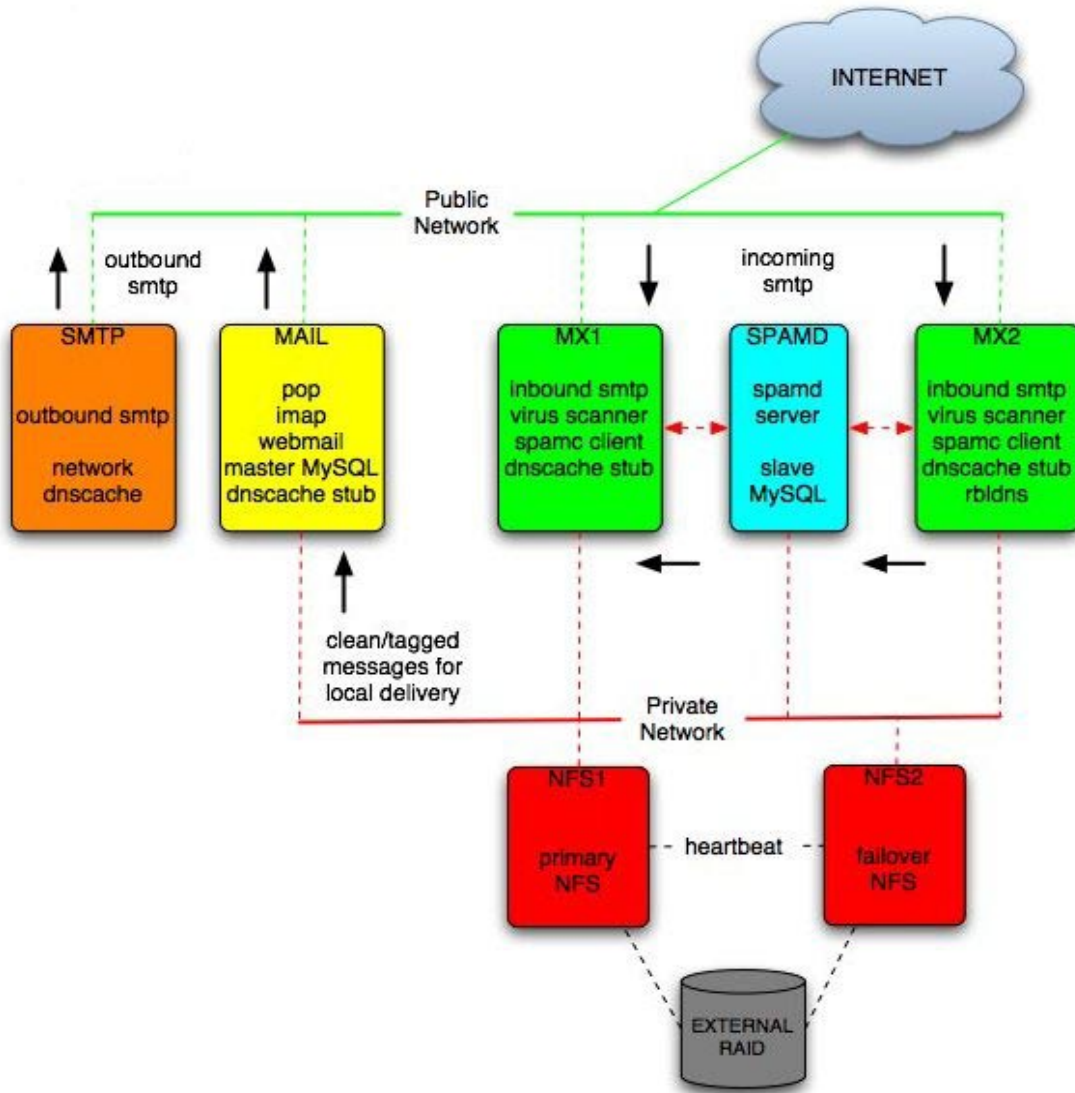 INTERNET
Public
Network
outbound
smtp
incoming
smtp
SMTP
outbound smtp
network
dnscache
MAIL
pop
imap
webmail
master MySQL
dnscache stub
MX1
inbound smtp
virus scanner
spamc client
dnscache stub
SPAMD
spamd
server
slave
MySQL
MX2
inbound smtp
virus scanner
spamc client
dnscache stub
rbldns
clean/tagged
messages for
local delivery
Private
Network
NFS1
primary
NFS
heartbeat
NFS2
failover
NFS
EXTERNAL
RAID